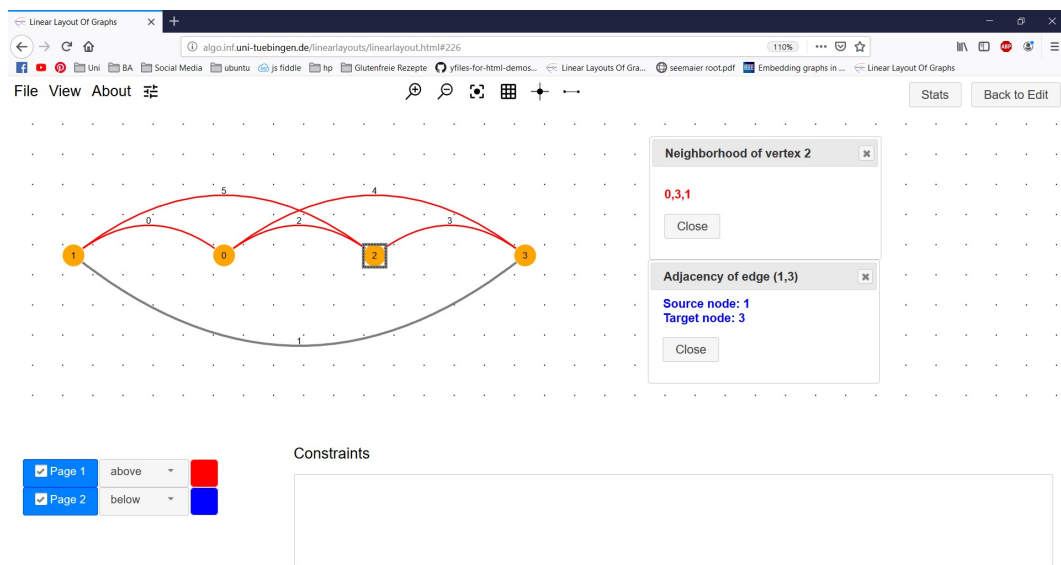 Linear Layout Of Graphs
algo.inf.uni-tuebingen.de/linearlayouts/linearlayout.html#226
110%
Uni BA Social Media ubuntu js fiddle hp Glutenfreie Rezepte yfiles-for-html-demos... Linear Layouts Of Gra... seemaier root.pdf Embedding graphs in ... Linear Layout Of Graphs
File View About
Stats Back to Edit
Neighborhood of vertex 2
0,3,1
Close
5 4
0 2 3
1 0 2 3
1
Adjacency of edge (1,3)
Source node: 1
Target node: 3
Close
Constraints
Page 1 above
Page 2 below